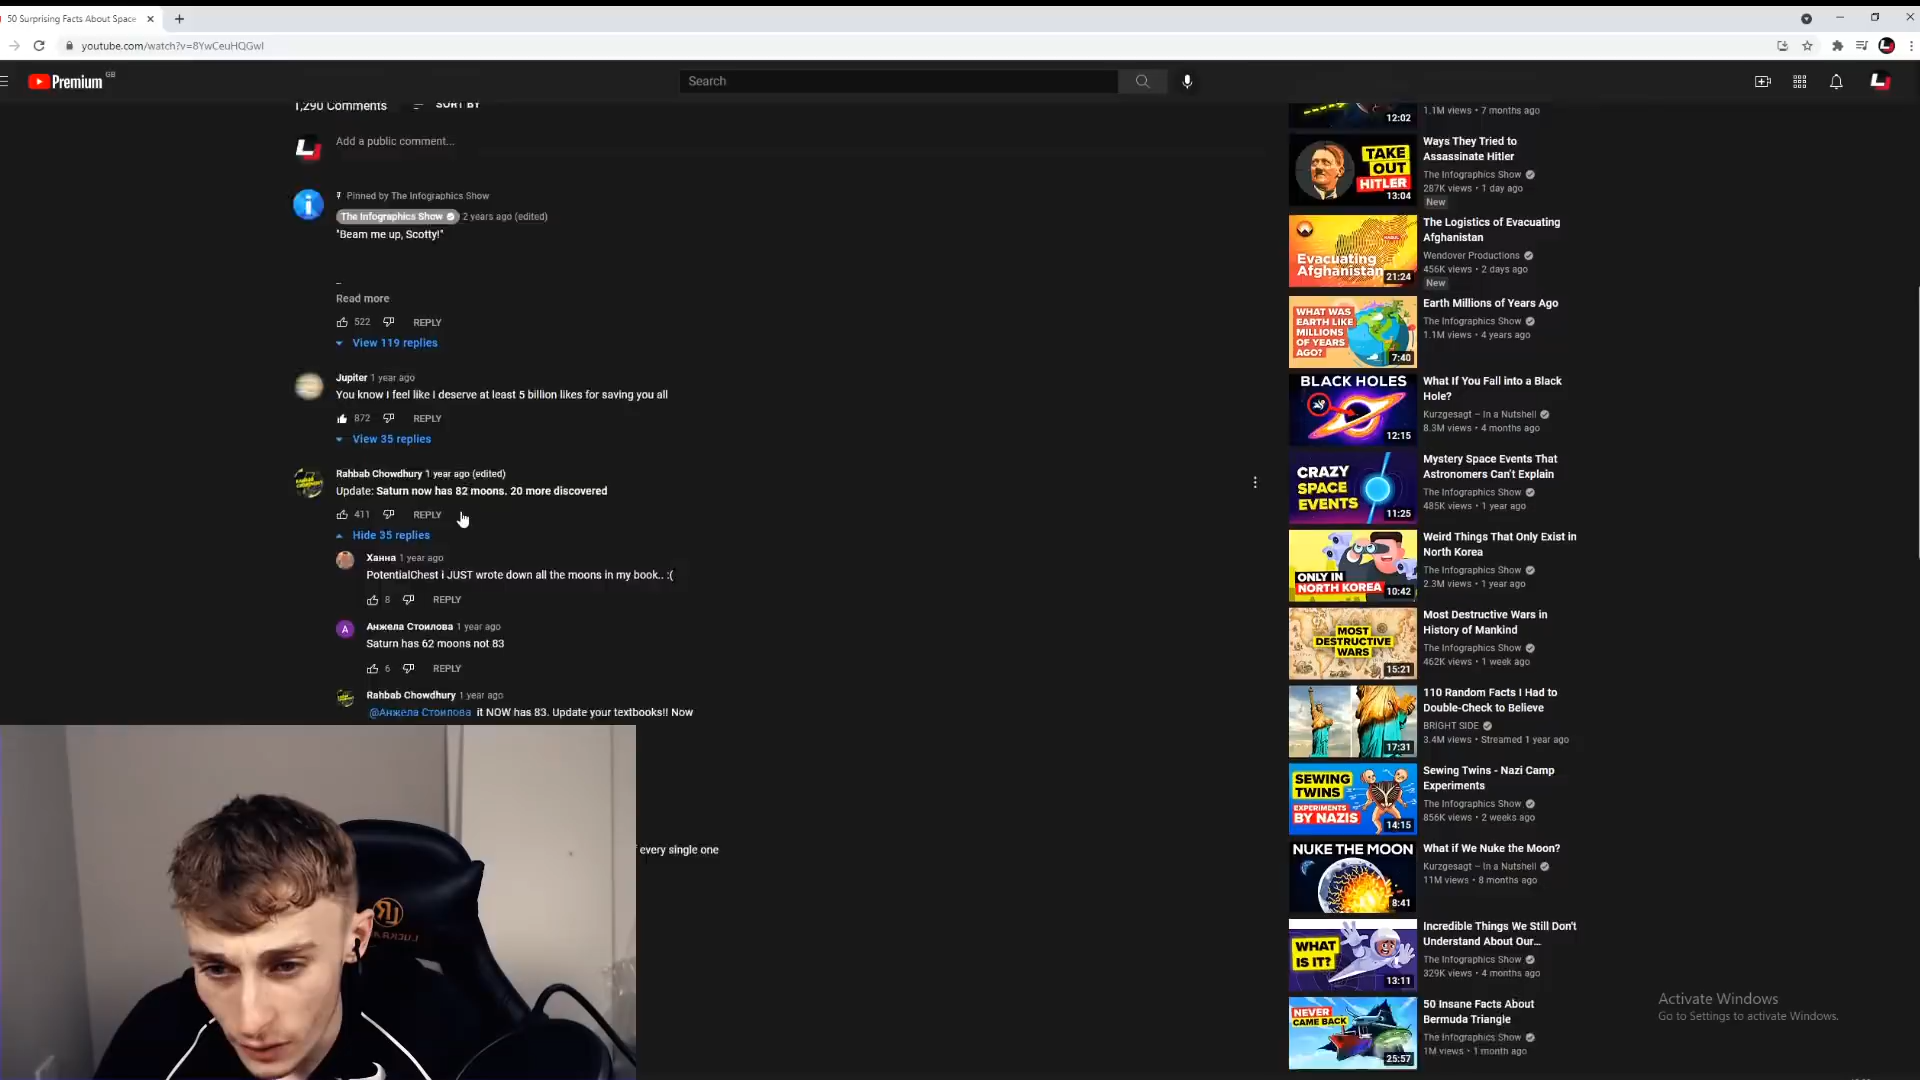 50 Surprising Facts About Space
youtube.com/watch?v=8YwCeuHQGwI
Premium GB
Search
1,290 Comments SORT BY
Add a public comment...
Pinned by The Infographics Show
The Infographics Show 2 years ago (edited)
"Beam me up, Scotty!"
_
Read more
522 REPLY
View 119 replies
Jupiter 1 year ago
You know I feel like i deserve at least 5 billion likes for saving you all
872 REPLY
View 35 replies
Rahbab Chowdhury 1 year ago (edited)
Update: Saturn now has 82 moons. 20 more discovered
411 REPLY
Hide 35 replies
Ханна 1 year ago
PotentialChest i JUST wrote down all the moons in my book.. :(
8 REPLY
A
Анжела Стоилова 1 year ago
Saturn has 62 moons not 83
6 REPLY
Rahbab Chowdhury 1 year ago
@Анжела Стоилова it NOW has 83. Update your textbooks!! Now
every single one
12:02
1.1M views • 7 months ago
TAKE
OUT
HITLER
13:04
Ways They Tried to
Assassinate Hitler
The Infographics Show
287K views • 1 day ago
New
Evacuating
Afghanistan
21:24
The Logistics of Evacuating
Afghanistan
Wendover Productions
456K views • 2 days ago
New
WHAT WAS
EARTH LIKE
MILLIONS
OF YEARS
AGO?
7:40
Earth Millions of Years Ago
The Infographics Show
1.1M views • 4 years ago
BLACK HOLES
12:15
What If You Fall into a Black
Hole?
Kurzgesagt – In a Nutshell
8.3M views • 4 months ago
CRAZY
SPACE
EVENTS
11:25
Mystery Space Events That
Astronomers Can't Explain
The Infographics Show
485K views • 1 year ago
ONLY IN
NORTH KOREA
10:42
Weird Things That Only Exist in
North Korea
The Infographics Show
2.3M views • 1 year ago
MOST
DESTRUCTIVE
WARS
15:21
Most Destructive Wars in
History of Mankind
The Infographics Show
462K views • 1 week ago
17:31
110 Random Facts I Had to
Double-Check to Believe
BRIGHT SIDE
3.4M views • Streamed 1 year ago
SEWING
TWINS
EXPERIMENTS
BY NAZIS
14:15
Sewing Twins - Nazi Camp
Experiments
The Infographics Show
856K views • 2 weeks ago
NUKE THE MOON
8:41
What if We Nuke the Moon?
Kurzgesagt – In a Nutshell
11M views • 8 months ago
WHAT
IS IT?
13:11
Incredible Things We Still Don't
Understand About Our...
The Infographics Show
329K views • 4 months ago
NEVER
CAME BACK
25:57
50 Insane Facts About
Bermuda Triangle
The Infographics Show
1M views • 1 month ago
Activate Windows
Go to Settings to activate Windows.